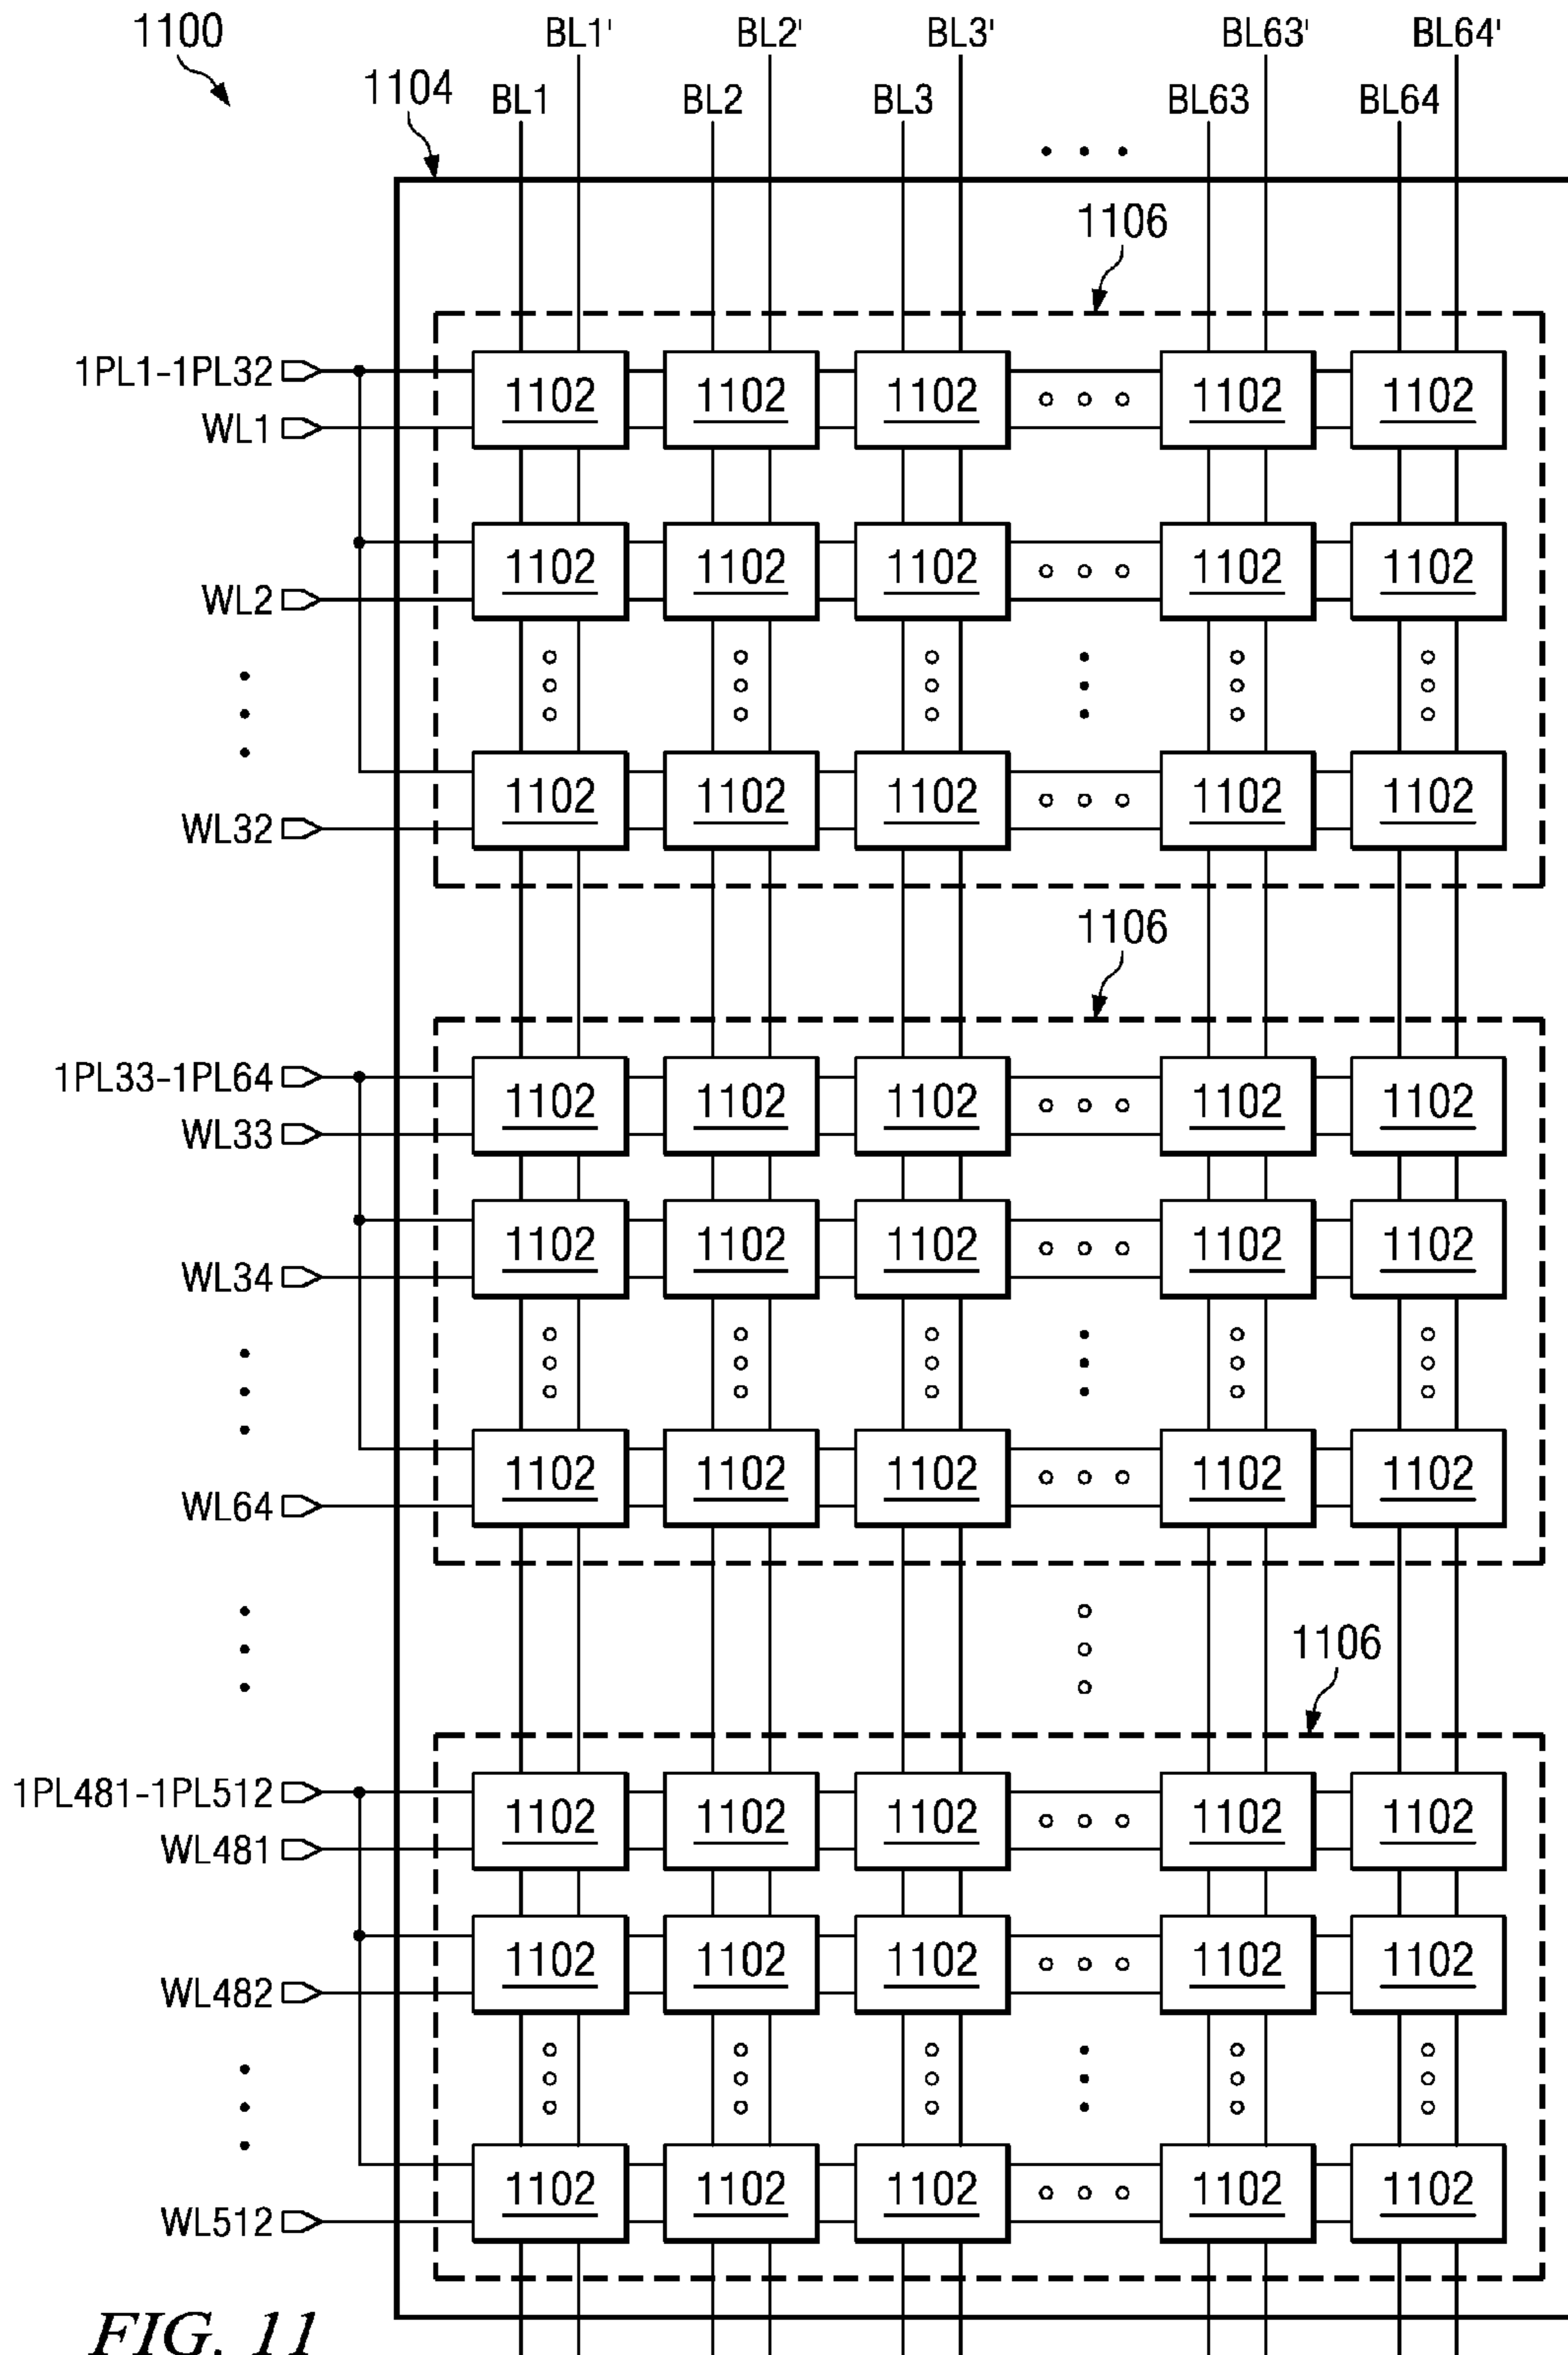 1100
BL1' BL2' BL3' BL63' BL64'
1104 BL1 BL2 BL3 BL63 BL64
1106
1PL1-1PL32 1102 1102 1102 1102 1102
WL1
1102 1102 1102 1102 1102
WL2
1102 1102 1102 1102 1102
WL32
1106
1PL33-1PL64 1102 1102 1102 1102 1102
WL33
1102 1102 1102 1102 1102
WL34
1102 1102 1102 1102 1102
WL64
1106
1PL481-1PL512 1102 1102 1102 1102 1102
WL481
1102 1102 1102 1102 1102
WL482
1102 1102 1102 1102 1102
WL512
FIG. 11